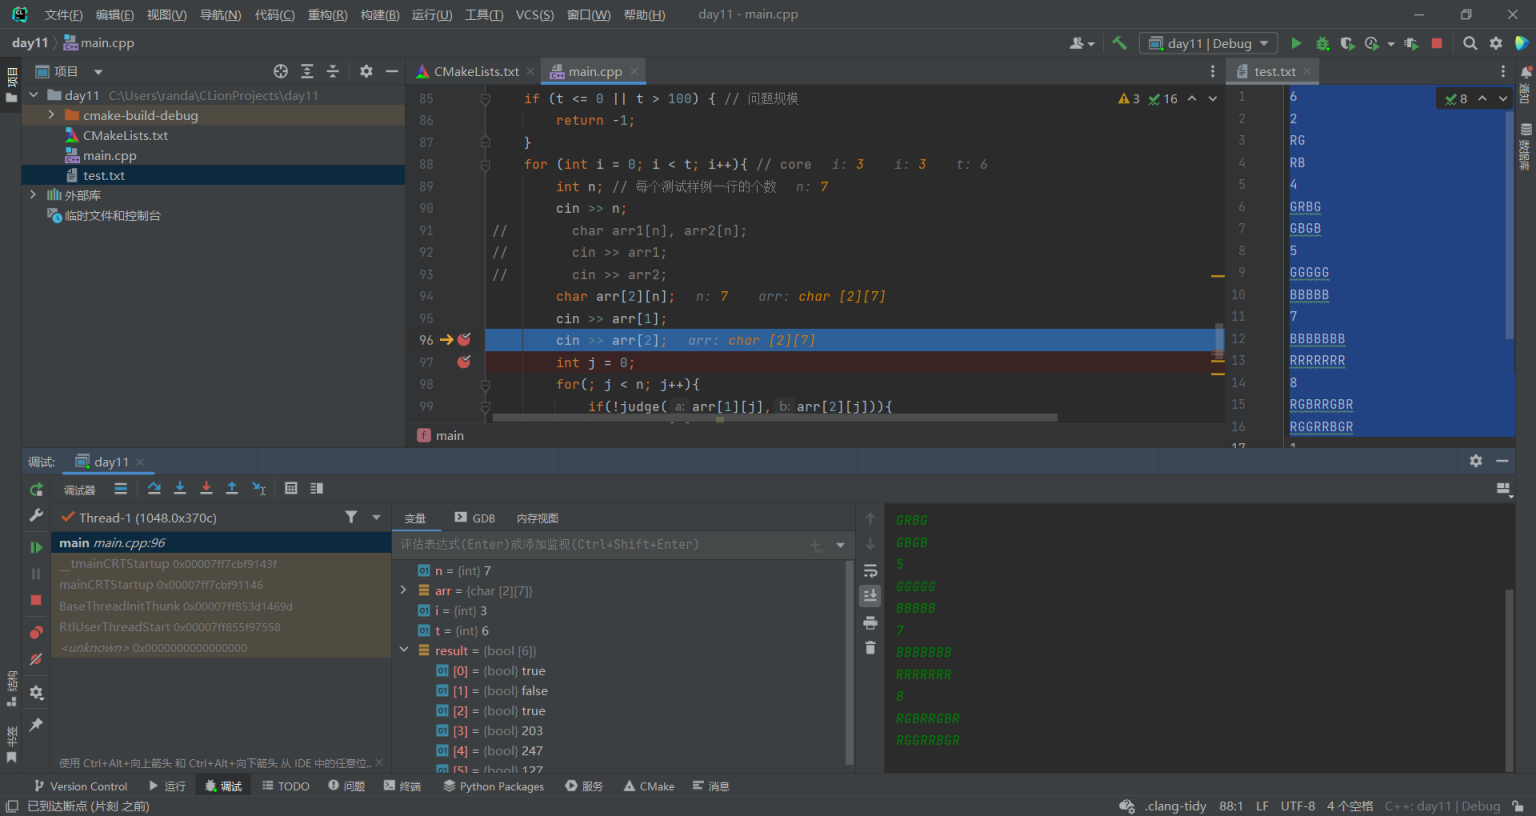 文件(F) 编辑(E) 视图(V) 导航(N) 代码(C) 重构(R) 构建(B) 运行(U) 工具(T) VCS(S) 窗口(W) 帮助(H) day11 - main.cpp
day11 main.cpp day11 | Debug
项目
项目
CMakeLists.txt main.cpp test.txt
通知
数据库
day11 C:\Users\randa\CLionProjects\day11
cmake-build-debug
CMakeLists.txt
main.cpp
test.txt
外部库
临时文件和控制台
3 16
85 if (t <= 0 || t > 100) { // 问题规模
86 return -1;
87 }
88 for (int i = 0; i < t; i++){ // core i: 3 i: 3 t: 6
89 int n; // 每个测试样例一行的个数 n: 7
90 cin >> n;
91 // char arr1[n], arr2[n];
92 // cin >> arr1;
93 // cin >> arr2;
94 char arr[2][n]; n: 7 arr: char [2][7]
95 cin >> arr[1];
96 cin >> arr[2]; arr: char [2][7]
97 int j = 0;
98 for(; j < n; j++){
99 if(!judge( a: arr[1][j], b: arr[2][j])){
main
8
1 6
2 2
3 RG
4 RB
5 4
6 GRBG
7 GBGB
8 5
9 GGGGG
10 BBBBB
11 7
12 BBBBBBB
13 RRRRRRR
14 8
15 RGBRRGBR
16 RGGRRBGR
17 1
调试: day11
调试器
Thread-1 (1048.0x370c)
main main.cpp:96
__tmainCRTStartup 0x00007ff7cbf9143f
mainCRTStartup 0x00007ff7cbf91146
BaseThreadInitThunk 0x00007ff853d1469d
RtlUserThreadStart 0x00007ff855f97558
<unknown> 0x0000000000000000
使用 Ctrl+Alt+向上箭头 和 Ctrl+Alt+向下箭头 从 IDE 中的任意位..
变量 GDB 内存视图
评估表达式(Enter)或添加监视(Ctrl+Shift+Enter)
n = {int} 7
arr = {char [2][7]}
i = {int} 3
t = {int} 6
result = {bool [6]}
[0] = {bool} true
[1] = {bool} false
[2] = {bool} true
[3] = {bool} 203
[4] = {bool} 247
[5] = {bool} 127
GRBG
GBGB
5
GGGGG
BBBBB
7
BBBBBBB
RRRRRRR
8
RGBRRGBR
RGGRRBGR
结构
书签
Version Control 运行 调试 TODO 问题 终端 Python Packages 服务 CMake 消息
已到达断点 (片刻 之前) .clang-tidy 88:1 LF UTF-8 4 个空格 C++: day11 | Debug